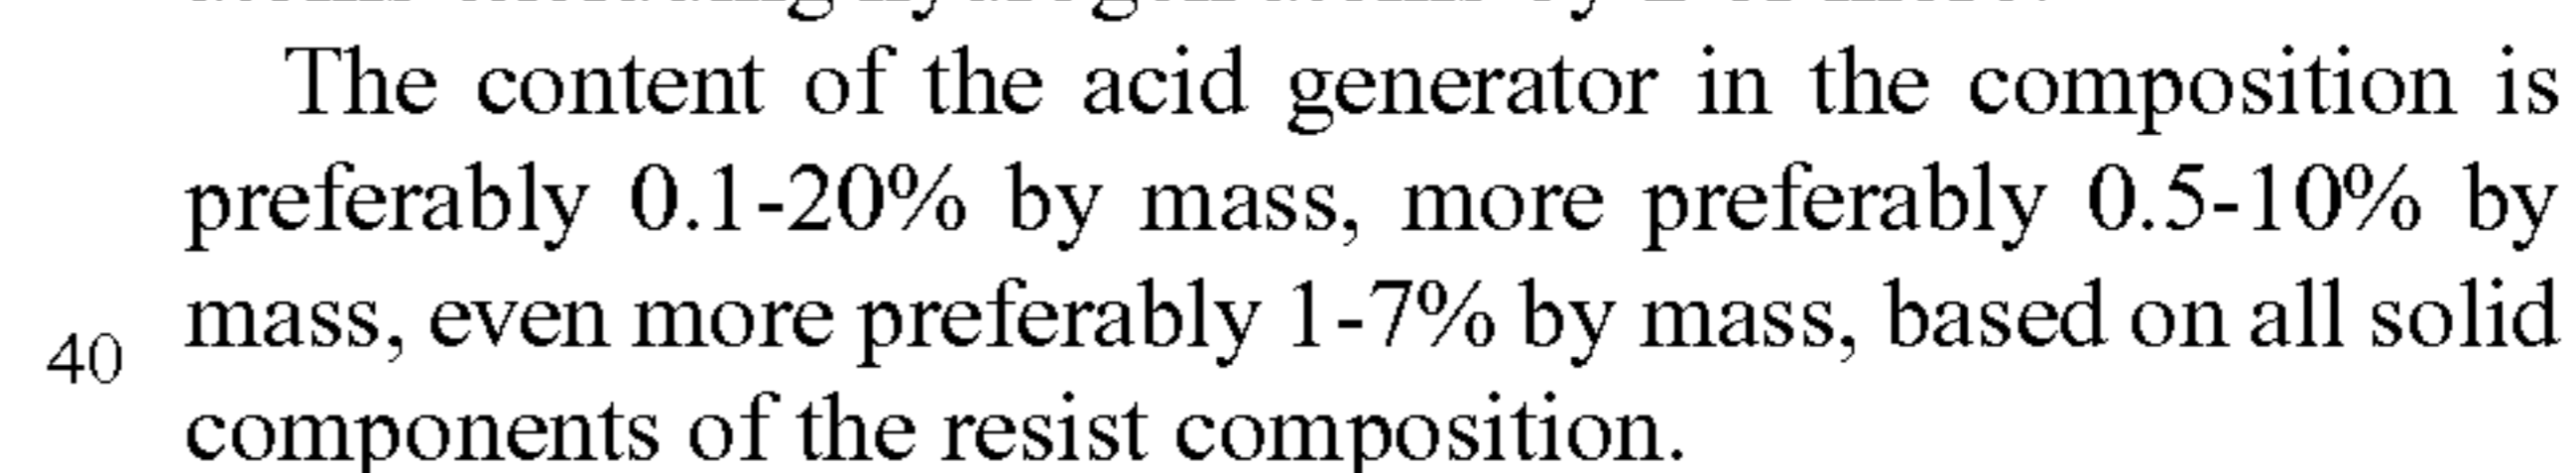 The content of the acid generator in the composition is
preferably 0.1-20% by mass, more preferably 0.5-10% by
mass, even more preferably 1-7% by mass, based on all solid
40
components of the resist composition.